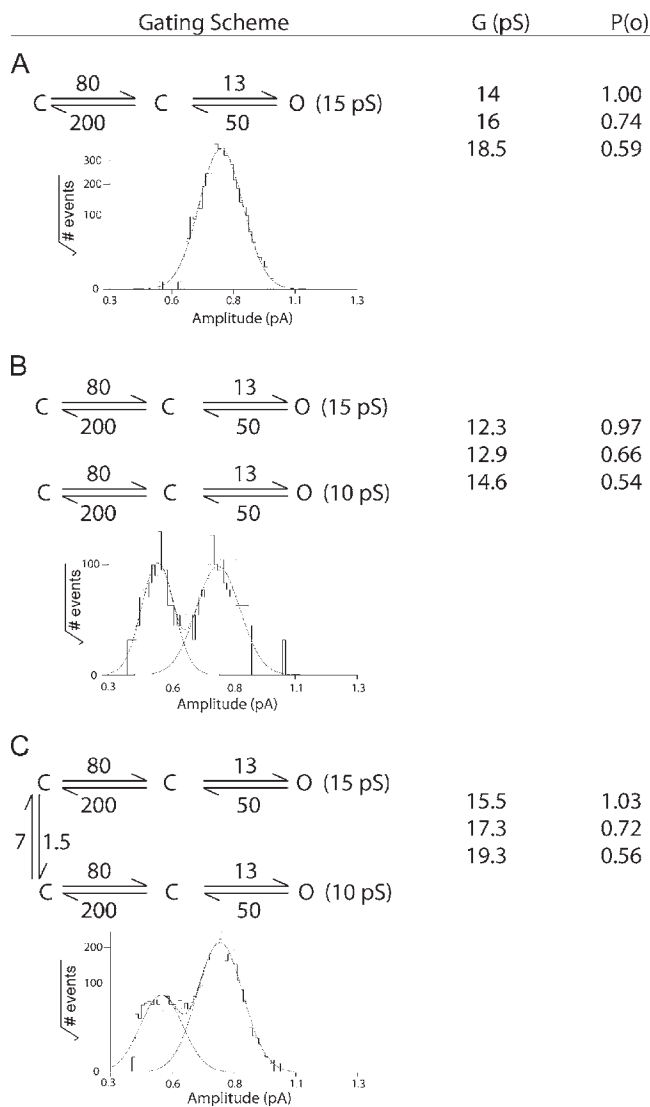 Gating Scheme G (pS) P(o)
A
80 13
C C O (15 pS) 14 1.00
200 50 16 0.74
18.5 0.59
300
200
100
0
√# events
0.3 0.6 0.8 1.1 1.3
Amplitude (pA)
B
80 13
C C O (15 pS)
200 50 12.3 0.97
12.9 0.66
80 13 14.6 0.54
C C O (10 pS)
200 50
100
0
√# events
0.3 0.6 0.8 1.1 1.3
Amplitude (pA)
C
80 13
C C O (15 pS)
200 50 15.5 1.03
7 1.5 17.3 0.72
80 13 19.3 0.56
C C O (10 pS)
200 50
200
100
0
√# events
0.3 0.6 0.8 1.1 1.3
Amplitude (pA)